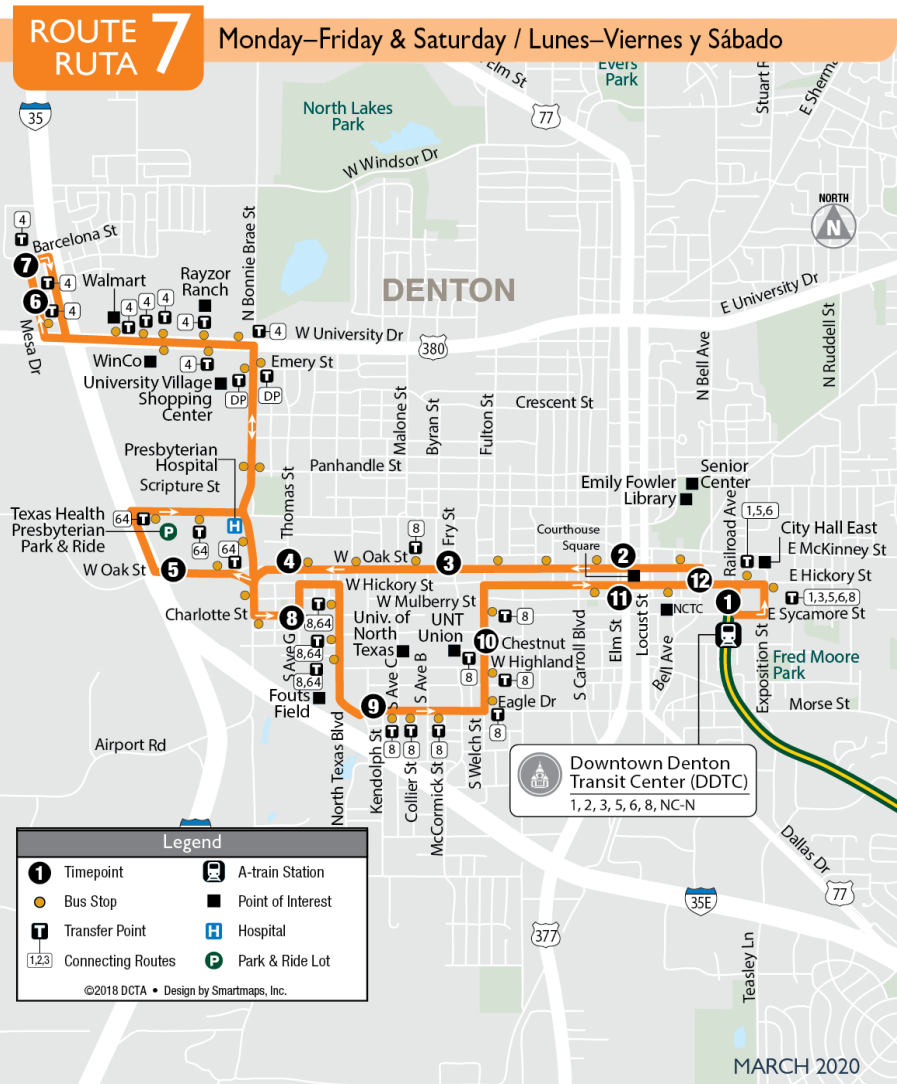 ROUTE
RUTA
7
Monday–Friday & Saturday / Lunes–Viernes y Sábado
Elm St
Evers
Park
Stuart R
E Sherm
35
North Lakes
Park
77
W Windsor Dr
NORTH
N
4
Barcelona St
N Bonnie Brae St
7
4
Walmart
Rayzor
Ranch
DENTON
E University Dr
6
4
4
4
4
4
4
W University Dr
380
Mesa Dr
WinCo
4
Emery St
N Bell Ave
N Ruddell St
University Village
Shopping
Center
DP
DP
Malone St
Byran St
Fulton St
Crescent St
Presbyterian
Hospital
Panhandle St
Scripture St
Thomas St
Emily Fowler
Library
Senior
Center
Texas Health
Presbyterian
Park & Ride
64
P
64
H
64
8
Fry St
Courthouse
Square
Railroad Ave
1,5,6
City Hall East
E McKinney St
W Oak St
5
4
W Oak St
3
2
12
E Hickory St
W Hickory St
W Mulberry St
11
1
1,3,5,6,8
Charlotte St
8
8,64
Univ. of
North
Texas
UNT
Union
8
NCTC
E Sycamore St
S Ave G
8,64
8,64
S Ave C
S Ave B
10
Chestnut
W Highland
8
8
S Carroll Blvd
Elm St
Locust St
Bell Ave
Exposition St
Fred Moore
Park
Fouts
Field
9
Eagle Dr
8
Morse St
8
8
8
Airport Rd
North Texas Blvd
Kendolph St
Collier St
McCormick St
S Welch St
Downtown Denton
Transit Center (DDTC)
1, 2, 3, 5, 6, 8, NC-N
Dallas Dr
77
35E
377
Teasley Ln
Legend
1
Timepoint
A-train Station
Bus Stop
Point of Interest
T
Transfer Point
H
Hospital
1,2,3
Connecting Routes
P
Park & Ride Lot
©2018 DCTA • Design by Smartmaps, Inc.
MARCH 2020